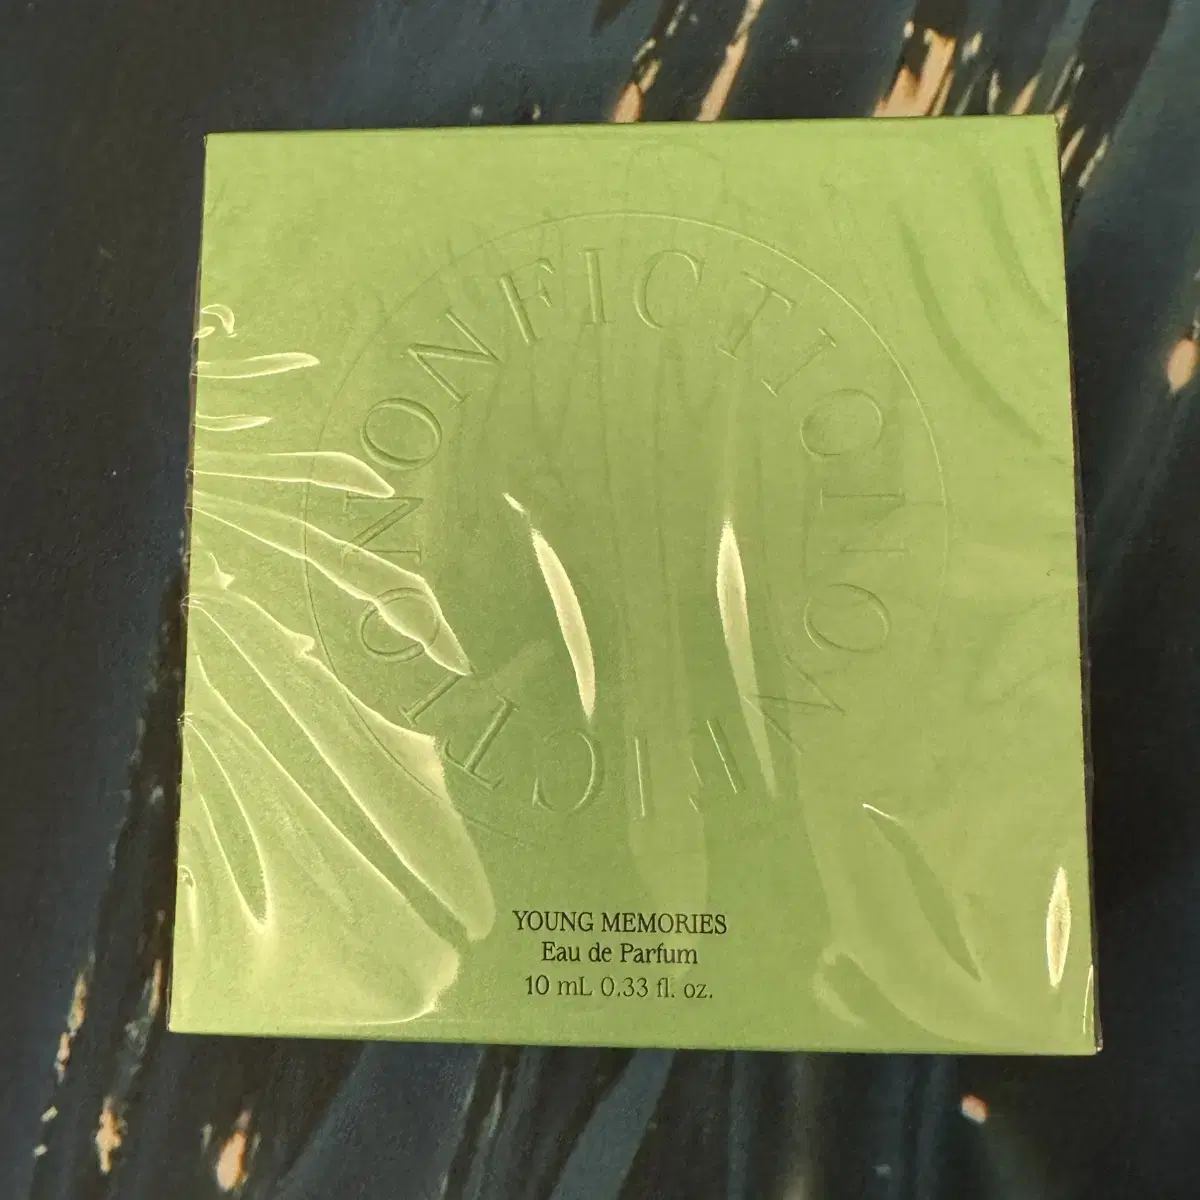 NONFICTION
NONFICTION
YOUNG MEMORIES
Eau de Parfum
10 mL 0.33 fl. oz.